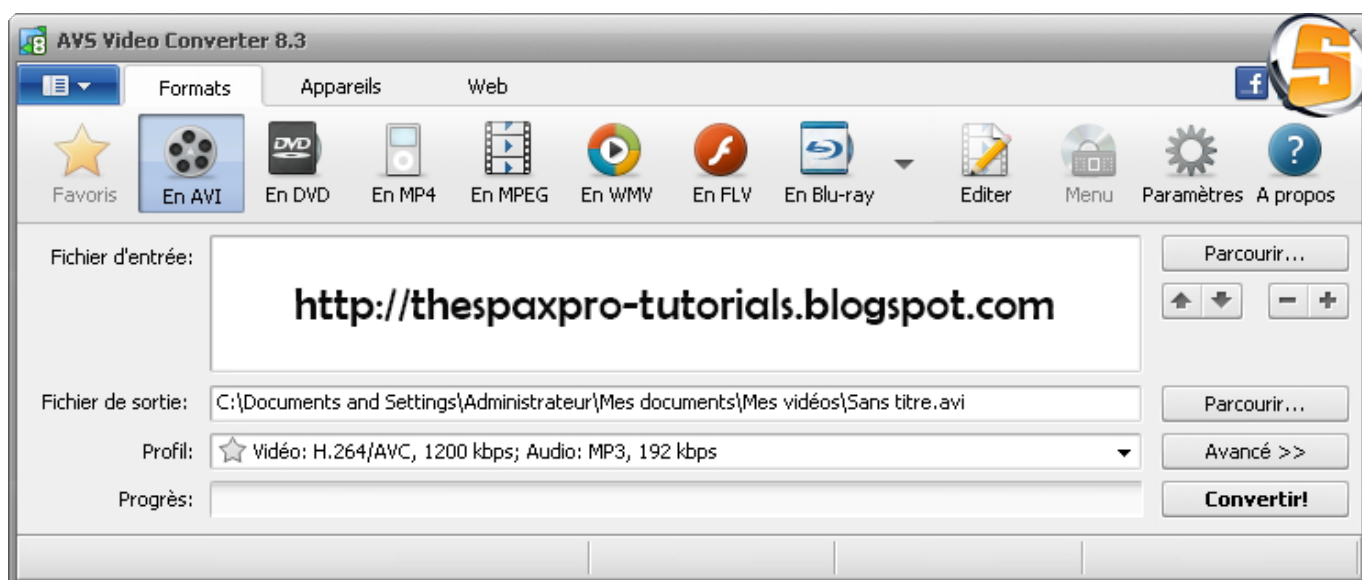 AVS Video Converter 8.3
Formats Appareils Web f
Favoris En AVI En DVD En MP4 En MPEG En WMV En FLV En Blu-ray Editer Menu Paramètres A propos
Fichier d'entrée: http://thespaxpro-tutorials.blogspot.com Parcourir...
Fichier de sortie: C:\Documents and Settings\Administrateur\Mes documents\Mes vidéos\Sans titre.avi Parcourir...
Profil: Vidéo: H.264/AVC, 1200 kbps; Audio: MP3, 192 kbps Avancé >>
Progrès: Convertir!